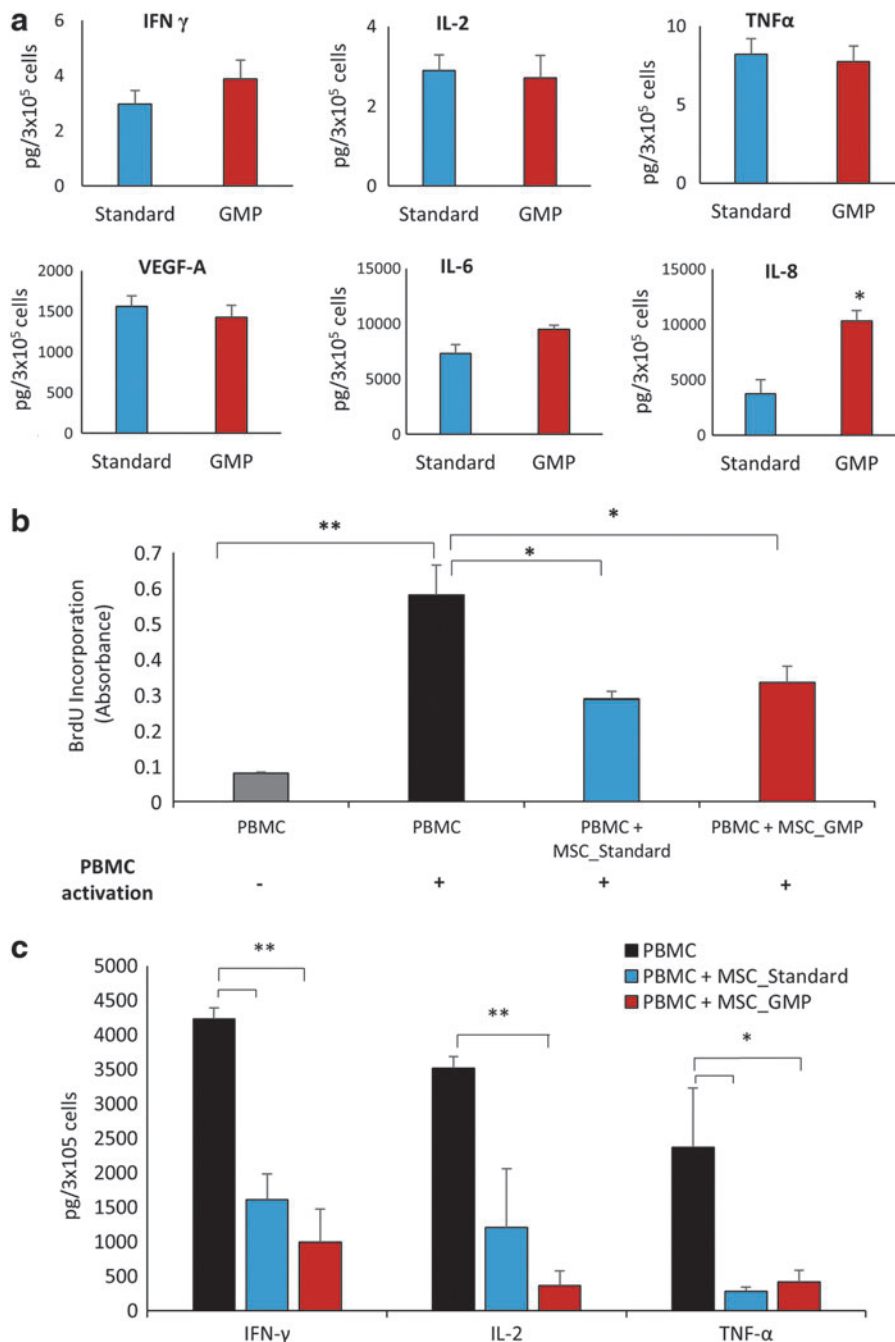 a
IFN γ
6
4
2
0
pg/3x10⁵ cells
Standard GMP
IL-2
4
2
0
pg/3x10⁵ cells
Standard GMP
TNFα
10
5
0
pg/3x10⁵ cells
Standard GMP
VEGF-A
2000
1500
1000
500
0
pg/3x10⁵ cells
Standard GMP
IL-6
15000
10000
5000
0
pg/3x10⁵ cells
Standard GMP
IL-8
15000
10000
5000
0
pg/3x10⁵ cells
*
Standard GMP
b
**
*
*
0.7
0.6
0.5
0.4
0.3
0.2
0.1
0
BrdU Incorporation
(Absorbance)
PBMC
PBMC
PBMC +
MSC_Standard
PBMC + MSC_GMP
PBMC
activation
- + + +
c
PBMC
PBMC + MSC_Standard
PBMC + MSC_GMP
**
**
*
5000
4500
4000
3500
3000
2500
2000
1500
1000
500
0
pg/3x105 cells
IFN-γ IL-2 TNF-α